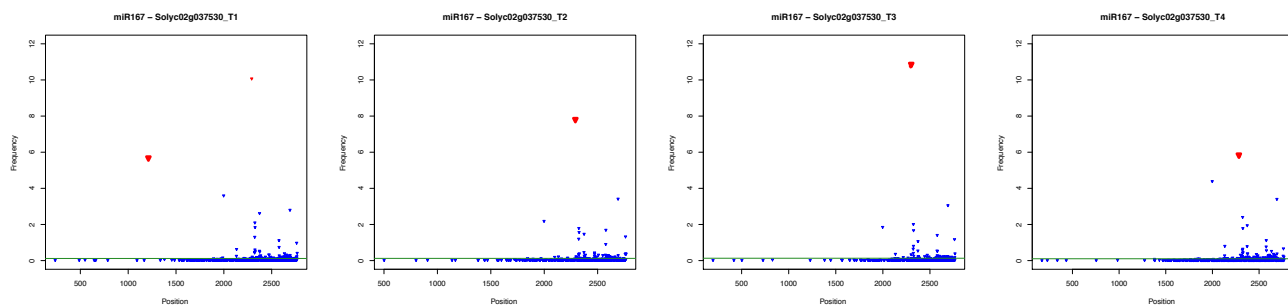 miR167 – Solyc02g037530_T1
Frequency
0 2 4 6 8 10 12
500 1000 1500 2000 2500
Position
miR167 – Solyc02g037530_T2
Frequency
0 2 4 6 8 10 12
500 1000 1500 2000 2500
Position
miR167 – Solyc02g037530_T3
Frequency
0 2 4 6 8 10 12
500 1000 1500 2000 2500
Position
miR167 – Solyc02g037530_T4
Frequency
0 2 4 6 8 10 12
500 1000 1500 2000 2500
Position